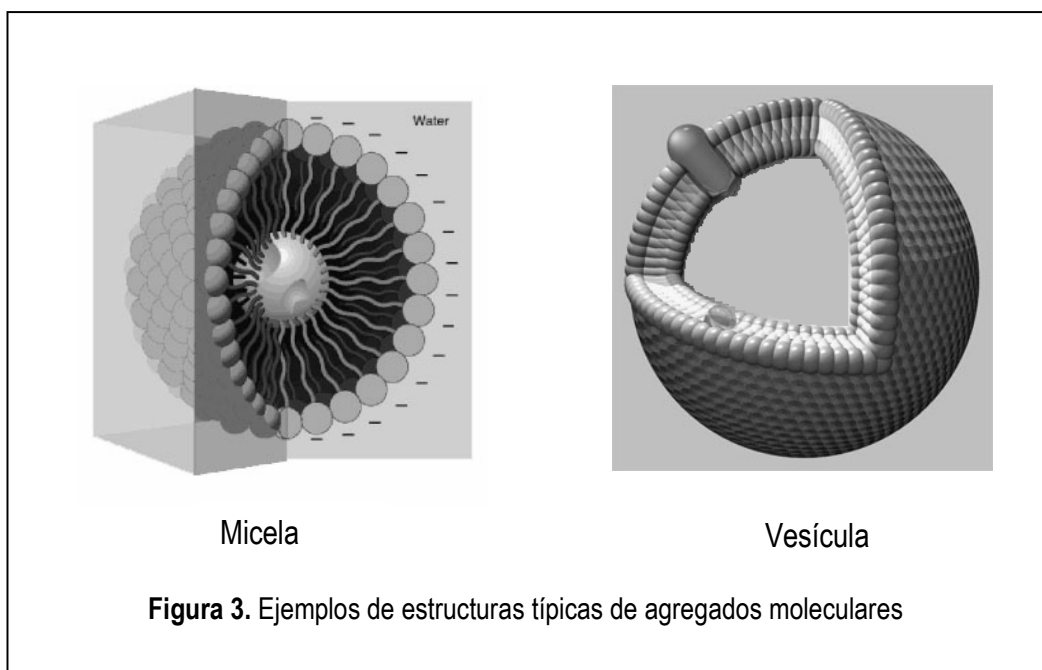 Water
Micela
Vesícula
Figura 3. Ejemplos de estructuras típicas de agregados moleculares